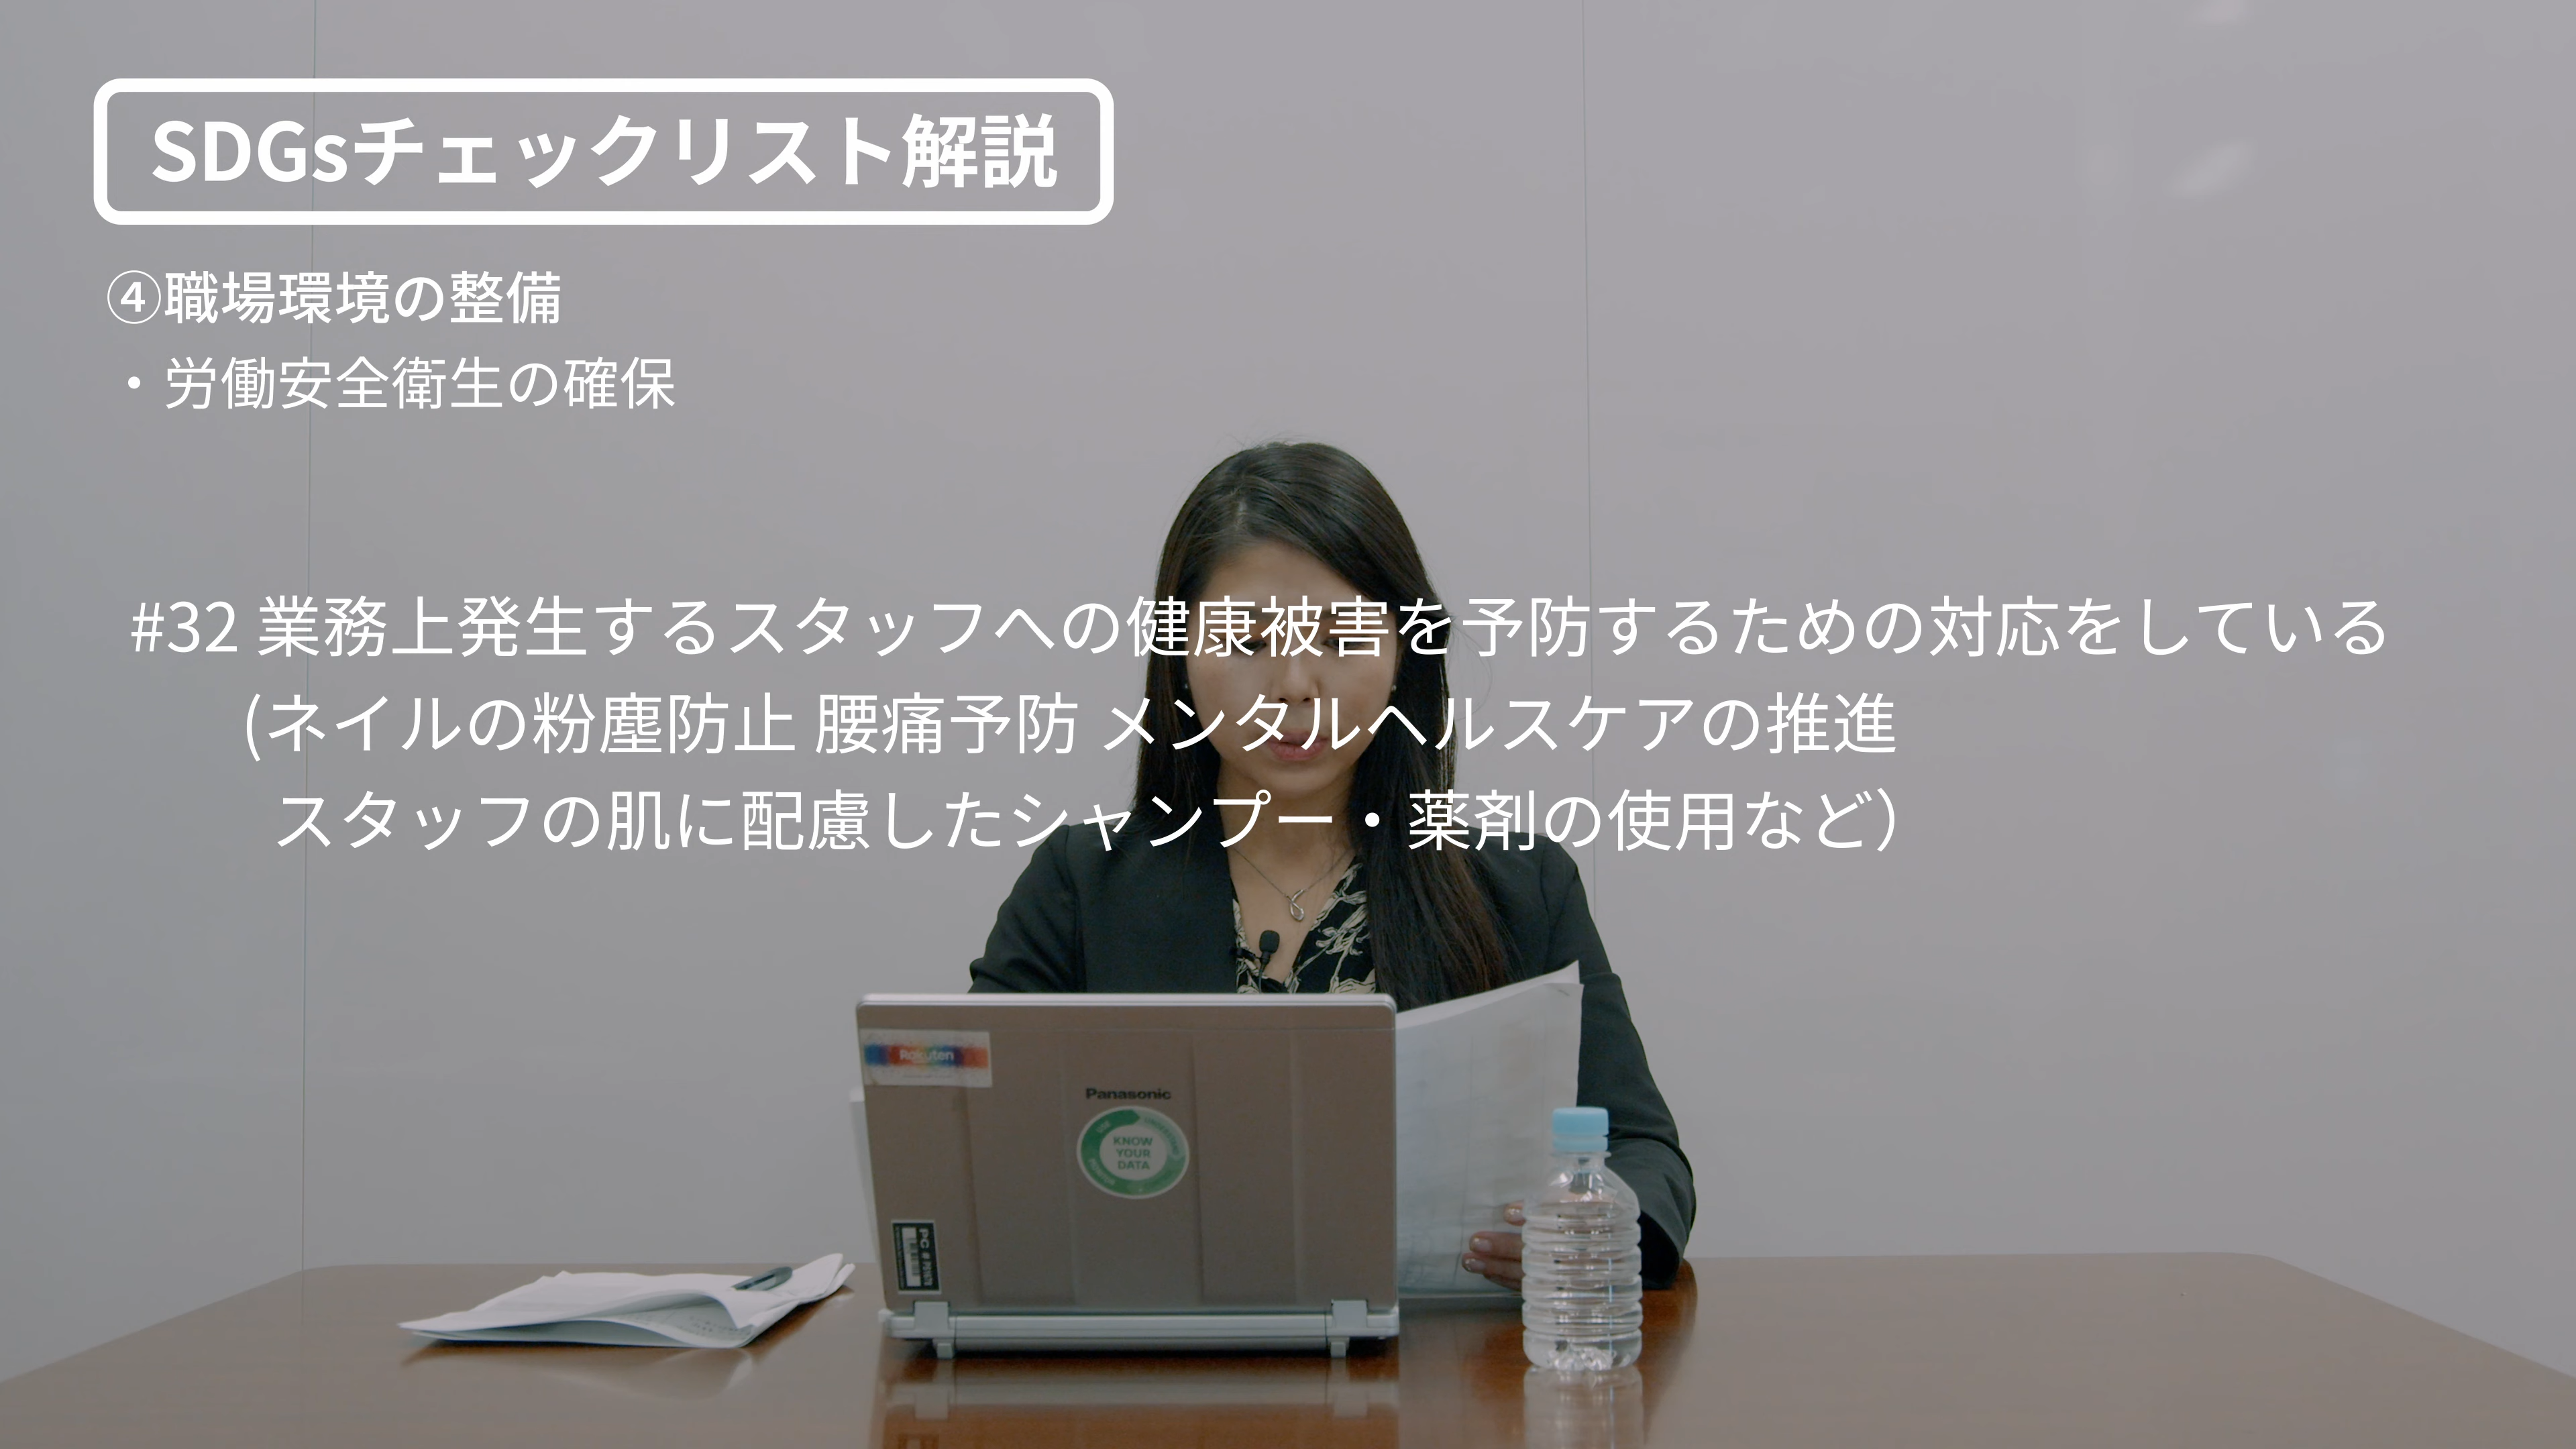 SDGsチェックリスト解説
④職場環境の整備
・労働安全衛生の確保
#32 業務上発生するスタッフへの健康被害を予防するための対応をしている
(ネイルの粉塵防止 腰痛予防 メンタルヘルスケアの推進
スタッフの肌に配慮したシャンプー・薬剤の使用など）
Rakuten
Panasonic
KNOW
YOUR
DATA